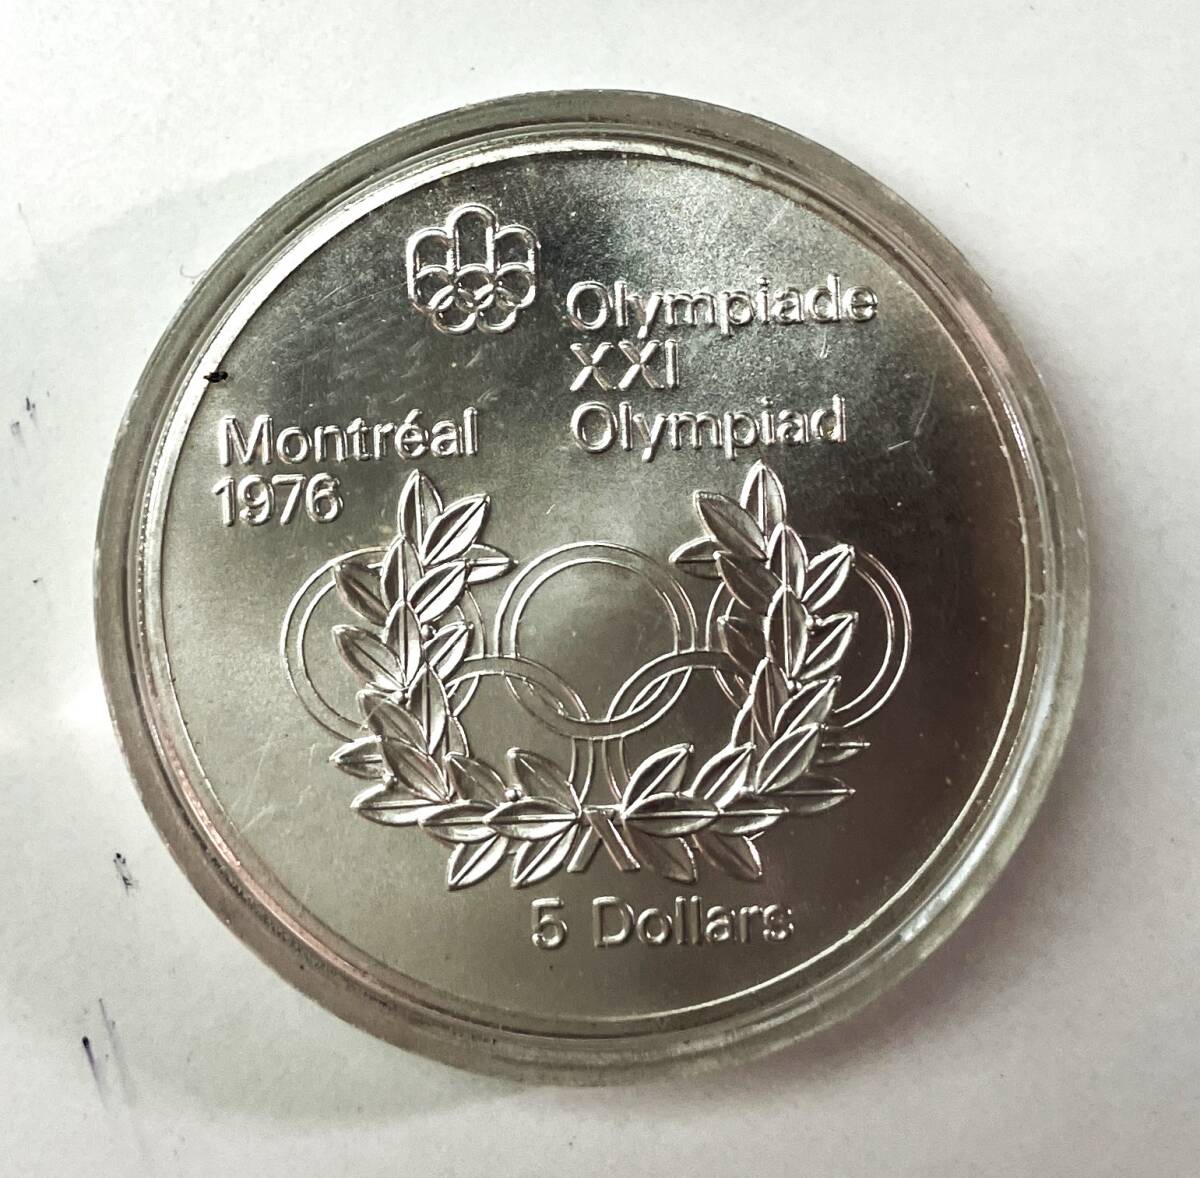 Olympiade
XXI
Olympiad
Montréal
1976
5 Dollars